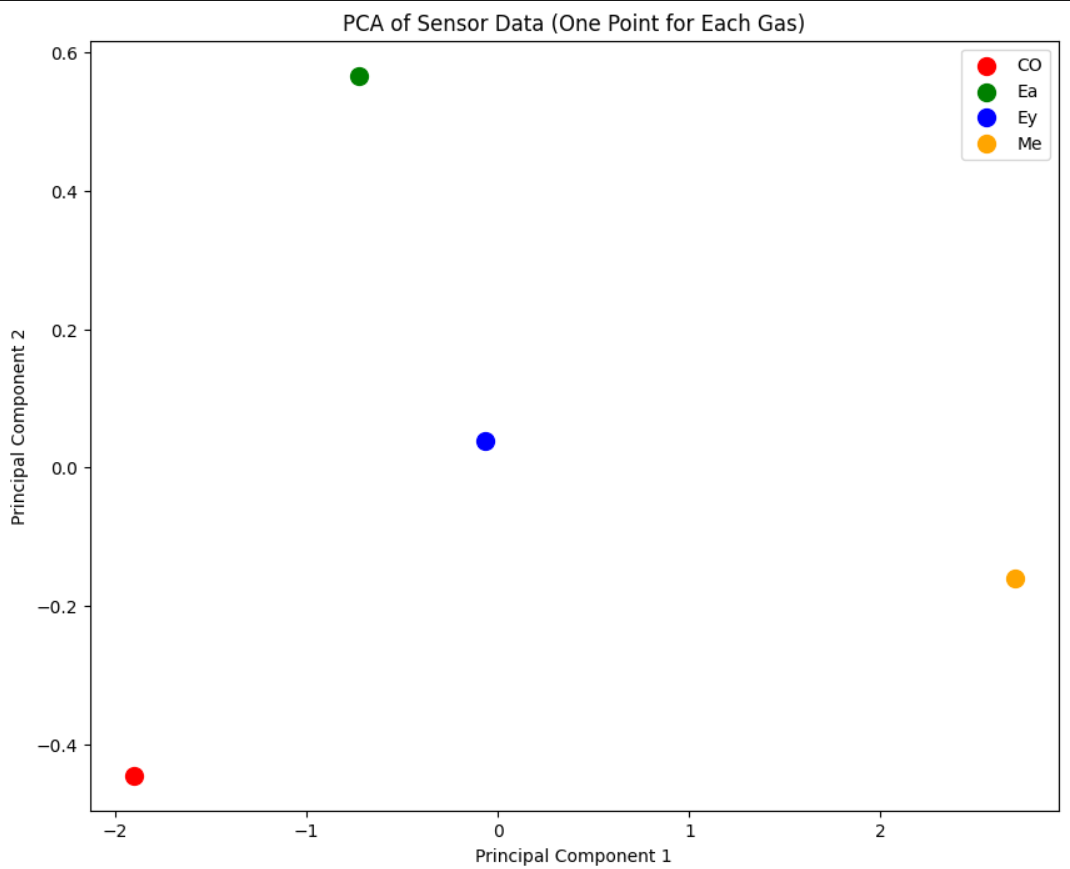 PCA of Sensor Data (One Point for Each Gas)
CO
Ea
Ey
Me
0.6
0.4
0.2
0.0
−0.2
−0.4
Principal Component 2
−2
−1
0
1
2
Principal Component 1